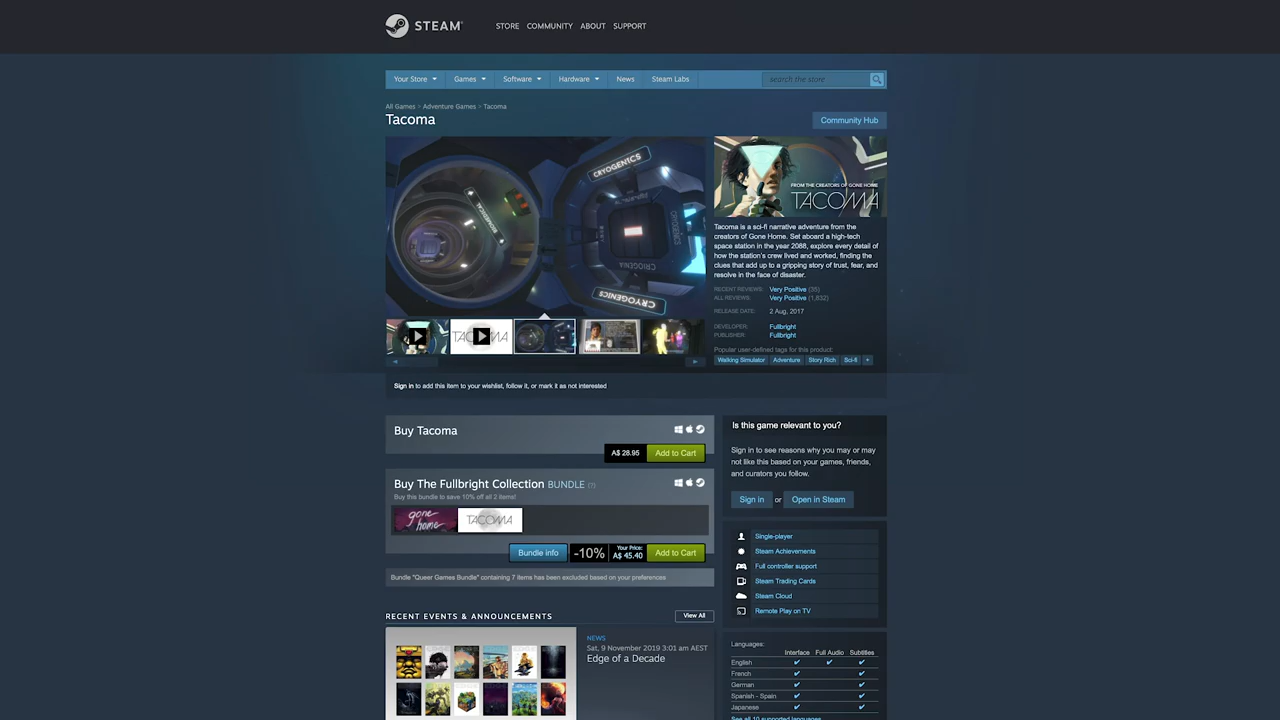 STEAM
STORE COMMUNITY ABOUT SUPPORT
Your Store Games Software Hardware News Steam Labs search the store
All Games > Adventure Games > Tacoma
Tacoma
Community Hub
CRYOGENICS
BIOMEDICAL
CRYOGENICS
CRYOGENICS
FROM THE CREATORS OF GONE HOME
TACOMA
Tacoma is a sci-fi narrative adventure from the
creators of Gone Home. Set aboard a high-tech
space station in the year 2088, explore every detail of
how the station's crew lived and worked, finding the
clues that add up to a gripping story of trust, fear, and
resolve in the face of disaster.
RECENT REVIEWS: Very Positive (35)
ALL REVIEWS: Very Positive (1,832)
RELEASE DATE: 2 Aug, 2017
DEVELOPER: Fullbright
PUBLISHER: Fullbright
Popular user-defined tags for this product:
Walking Simulator Adventure Story Rich Sci-fi +
TACOMA
Sign in to add this item to your wishlist, follow it, or mark it as not interested
Buy Tacoma
A$ 28.95 Add to Cart
Buy The Fullbright Collection BUNDLE (?)
Buy this bundle to save 10% off all 2 items!
gone home
TACOMA
Bundle info -10% Your Price: A$ 45.40 Add to Cart
Bundle "Queer Games Bundle" containing 7 items has been excluded based on your preferences
RECENT EVENTS & ANNOUNCEMENTS View All
NEWS
Sat, 9 November 2019 3:01 am AEST
Edge of a Decade
Is this game relevant to you?
Sign in to see reasons why you may or may
not like this based on your games, friends,
and curators you follow.
Sign in or Open in Steam
Single-player
Steam Achievements
Full controller support
Steam Trading Cards
Steam Cloud
Remote Play on TV
Languages:
Interface Full Audio Subtitles
English ✔ ✔ ✔
French ✔ ✔
German ✔ ✔
Spanish - Spain ✔ ✔
Japanese ✔ ✔
See all 10 supported languages